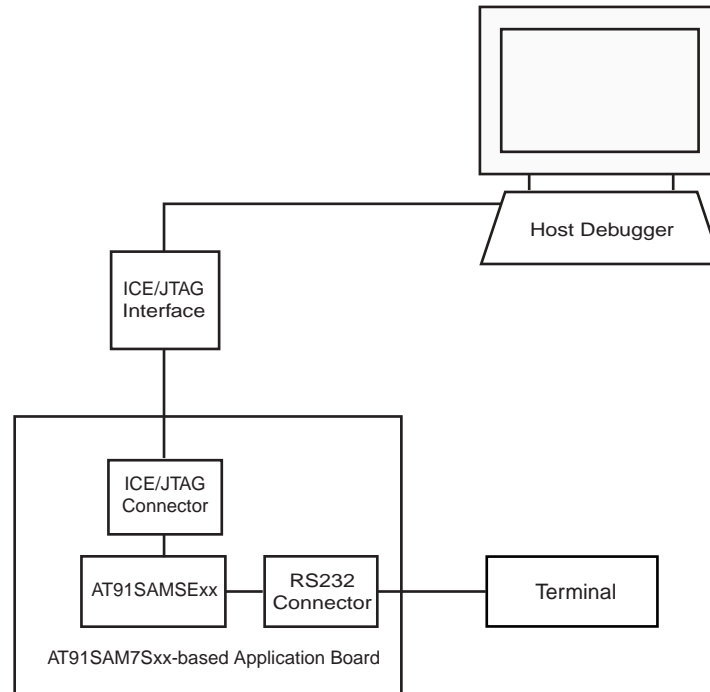 Host Debugger
ICE/JTAG
Interface
ICE/JTAG
Connector
AT91SAMSExx
RS232
Connector
Terminal
AT91SAM7Sxx-based Application Board